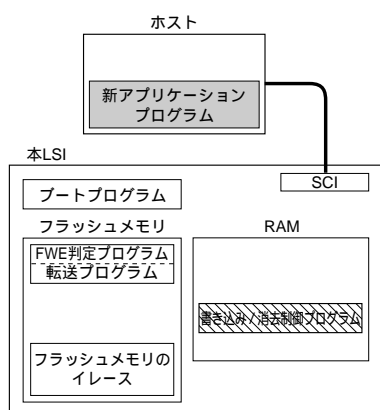 ホスト
新アプリケーション
プログラム
本LSI
SCI
ブートプログラム
フラッシュメモリ
RAM
FWE判定プログラム
転送プログラム
書き込み/消去制御プログラム
フラッシュメモリの
イレース